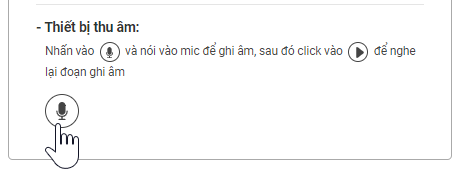 - Thiết bị thu âm:
Nhấn vào và nói vào mic để ghi âm, sau đó click vào để nghe
lại đoạn ghi âm